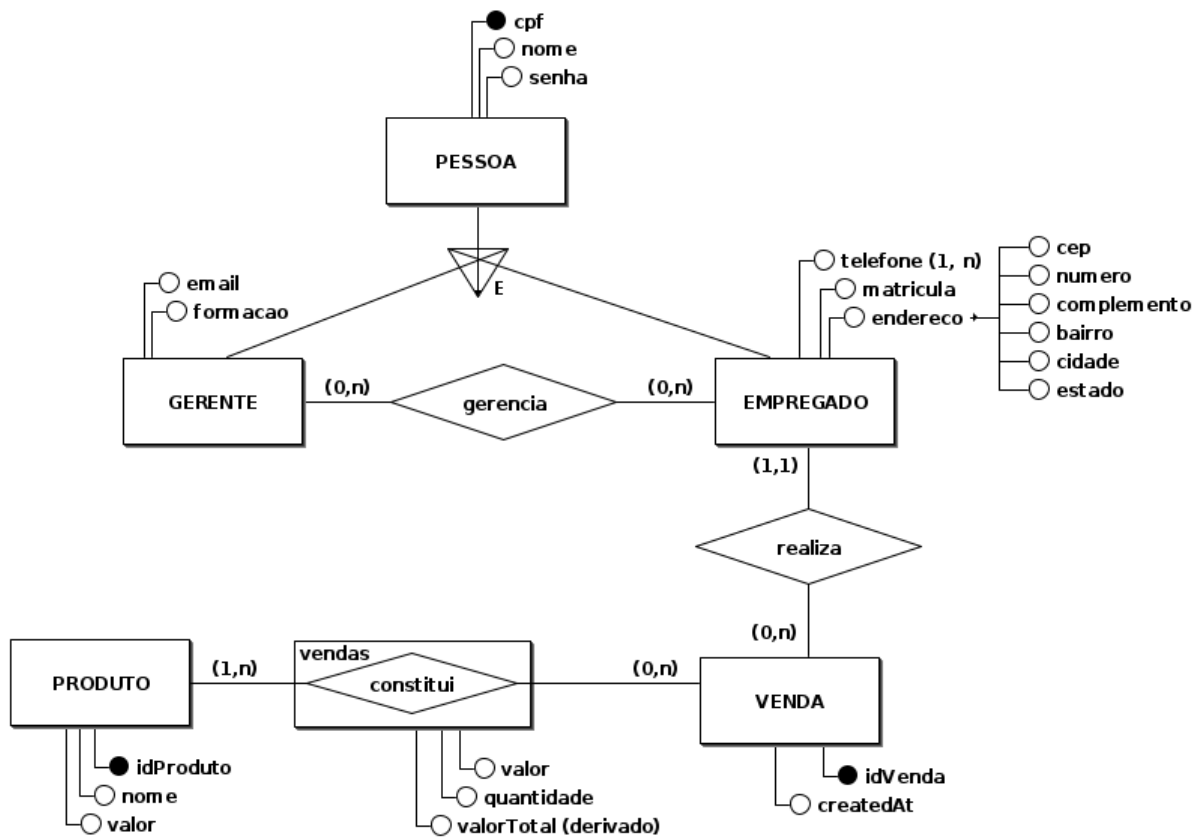 cpf
nome
senha
PESSOA
E
email
formacao
telefone (1, n)
matricula
endereco
cep
numero
complemento
bairro
cidade
estado
GERENTE
(0,n)
gerencia
(0,n)
EMPREGADO
(1,1)
realiza
(0,n)
PRODUTO
(1,n)
vendas
constitui
(0,n)
VENDA
idProduto
nome
valor
valor
quantidade
valorTotal (derivado)
idVenda
createdAt